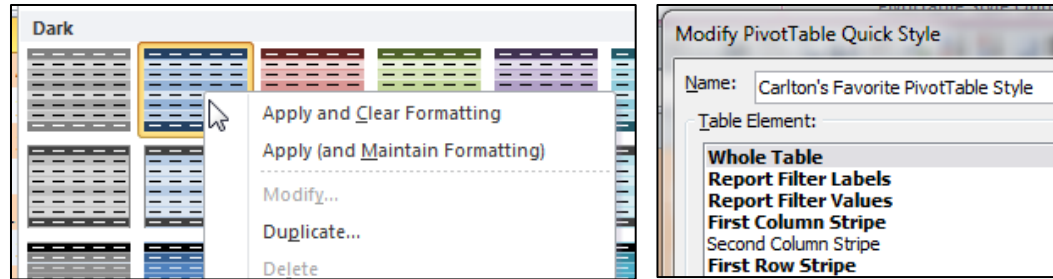 Dark
Apply and Clear Formatting
Apply (and Maintain Formatting)
Modify...
Duplicate...
Delete
Modify PivotTable Quick Style
Name: Carlton's Favorite PivotTable Style
Table Element:
Whole Table
Report Filter Labels
Report Filter Values
First Column Stripe
Second Column Stripe
First Row Stripe